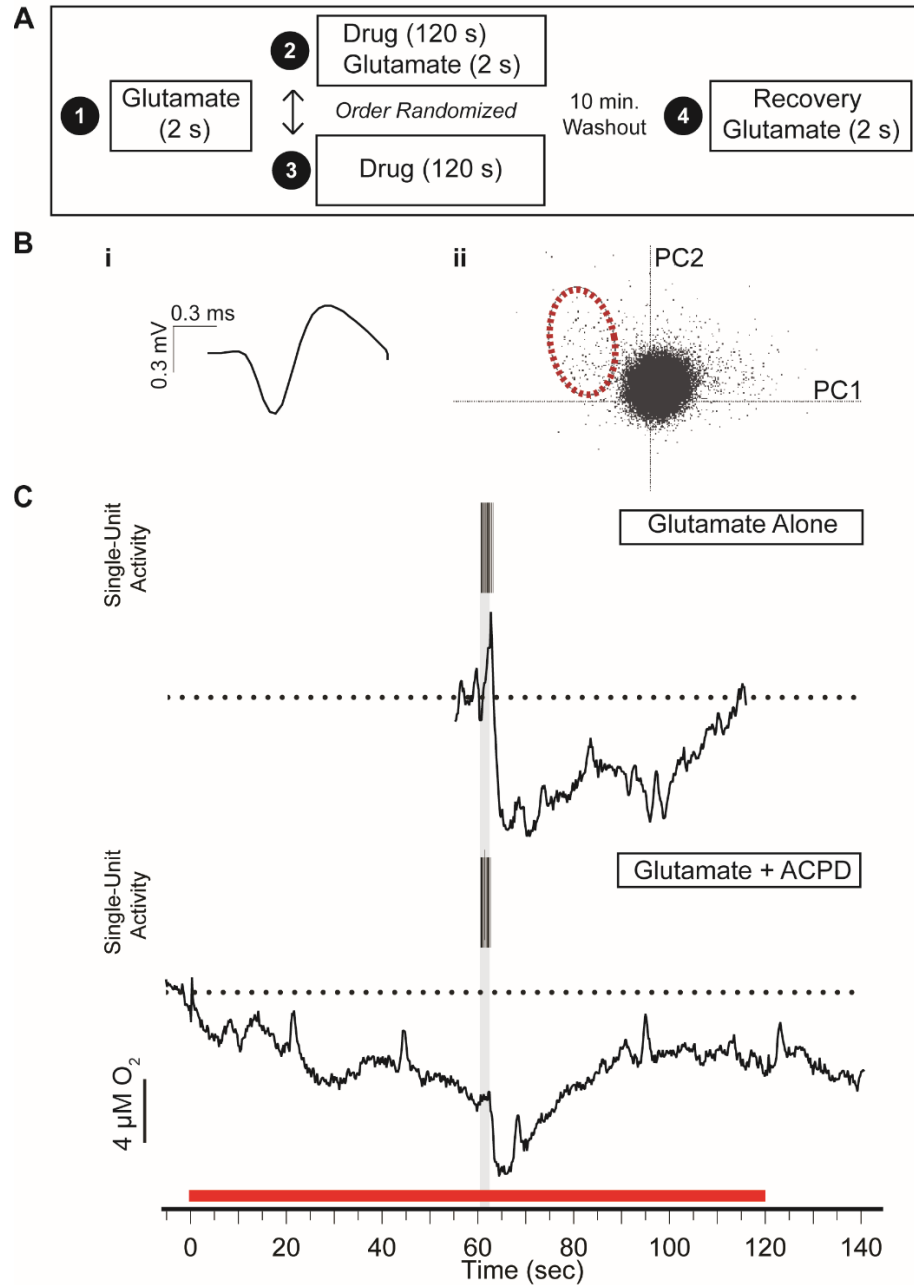 A
1
Glutamate
(2 s)
2
Drug (120 s)
Glutamate (2 s)
Order Randomized
3
Drug (120 s)
10 min.
Washout
4
Recovery
Glutamate (2 s)
B
i
0.3 ms
0.3 mV
ii
PC2
PC1
C
Single-Unit
Activity
Glutamate Alone
Single-Unit
Activity
Glutamate + ACPD
4 µM O₂
0 20 40 60 80 100 120 140
Time (sec)